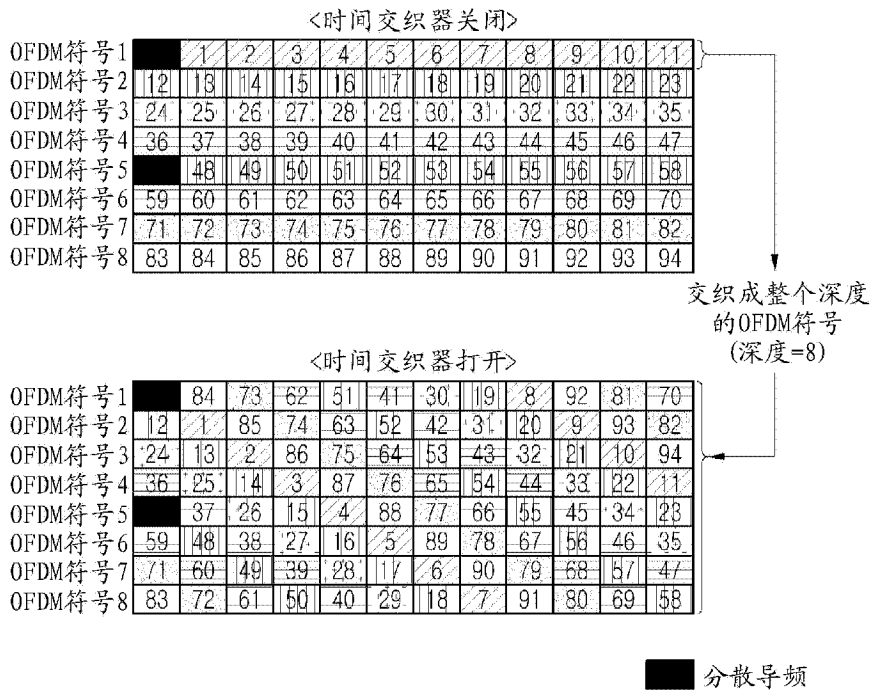 <时间交织器关闭>
OFDM符号1 1 2 3 4 5 6 7 8 9 10 11
OFDM符号2 12 13 14 15 16 17 18 19 20 21 22 23
OFDM符号3 24 25 26 27 28 29 30 31 32 33 34 35
OFDM符号4 36 37 38 39 40 41 42 43 44 45 46 47
OFDM符号5 48 49 50 51 52 53 54 55 56 57 58
OFDM符号6 59 60 61 62 63 64 65 66 67 68 69 70
OFDM符号7 71 72 73 74 75 76 77 78 79 80 81 82
OFDM符号8 83 84 85 86 87 88 89 90 91 92 93 94
交织成整个深度
的OFDM符号
(深度=8)
<时间交织器打开>
OFDM符号1 84 73 62 51 41 30 19 8 92 81 70
OFDM符号2 12 1 85 74 63 52 42 31 20 9 93 82
OFDM符号3 24 13 2 86 75 64 53 43 32 21 10 94
OFDM符号4 36 25 14 3 87 76 65 54 44 33 22 11
OFDM符号5 37 26 15 4 88 77 66 55 45 34 23
OFDM符号6 59 48 38 27 16 5 89 78 67 56 46 35
OFDM符号7 71 60 49 39 28 17 6 90 79 68 57 47
OFDM符号8 83 72 61 50 40 29 18 7 91 80 69 58
分散导频